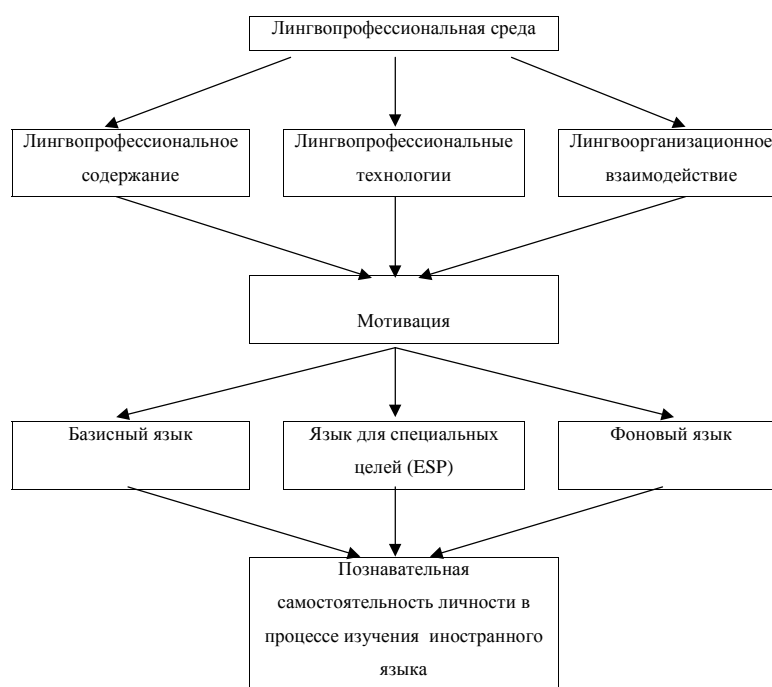 Лингвопрофессиональная среда
Лингвопрофессиональное
содержание
Лингвопрофессиональные
технологии
Лингвоорганизационное
взаимодействие
Мотивация
Базисный язык
Язык для специальных
целей (ESP)
Фоновый язык
Познавательная
самостоятельность личности в
процессе изучения иностранного
языка